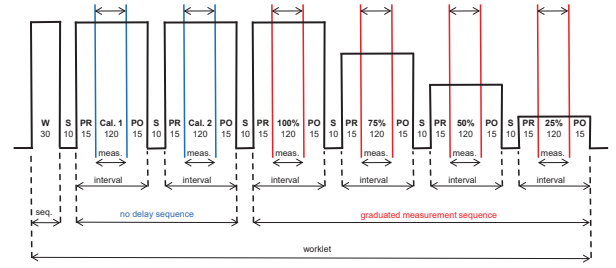 W S PR Cal. 1 PO S PR Cal. 2 PO S PR 100% PO S PR 75% PO S PR 50% PO S PR 25% PO
30 10 15 120 15 10 15 120 15 10 15 120 15 10 15 120 15 10 15 120 15 10 15 120 15
meas. meas. meas. meas. meas. meas.
interval interval interval interval interval interval
seq. no delay sequence graduated measurement sequence
worklet